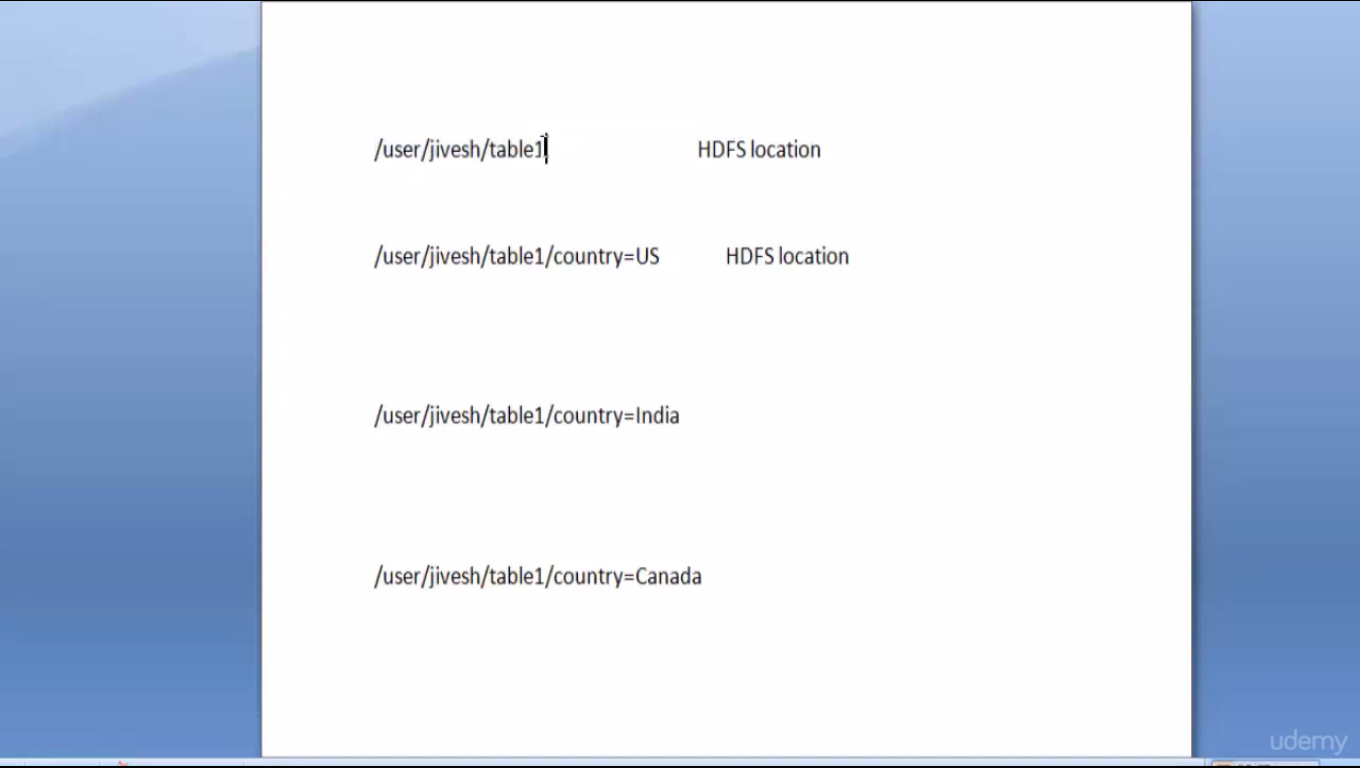 /user/jivesh/table1 HDFS location
/user/jivesh/table1/country=US HDFS location
/user/jivesh/table1/country=India
/user/jivesh/table1/country=Canada
udemy